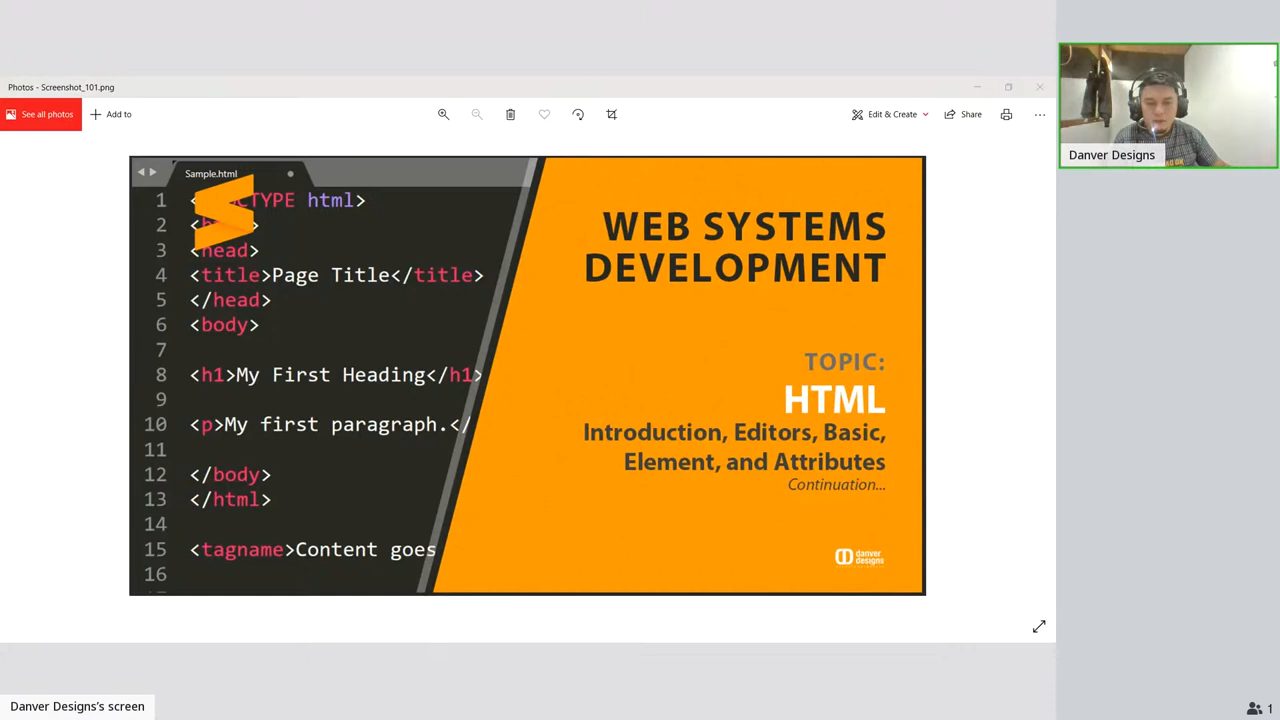 Photos - Screenshot_101.png
See all photos
Add to
Edit & Create
Share
Sample.html
1 CTYPE html>
2
3 <head>
4 <title>Page Title</title>
5 </head>
6 <body>
7
8 <h1>My First Heading</h1>
9
10 <p>My first paragraph.</
11
12 </body>
13 </html>
14
15 <tagname>Content goes
16
WEB SYSTEMS
DEVELOPMENT
TOPIC:
HTML
Introduction, Editors, Basic,
Element, and Attributes
Continuation...
danver
designs
Danver Designs
Danver Designs's screen
1